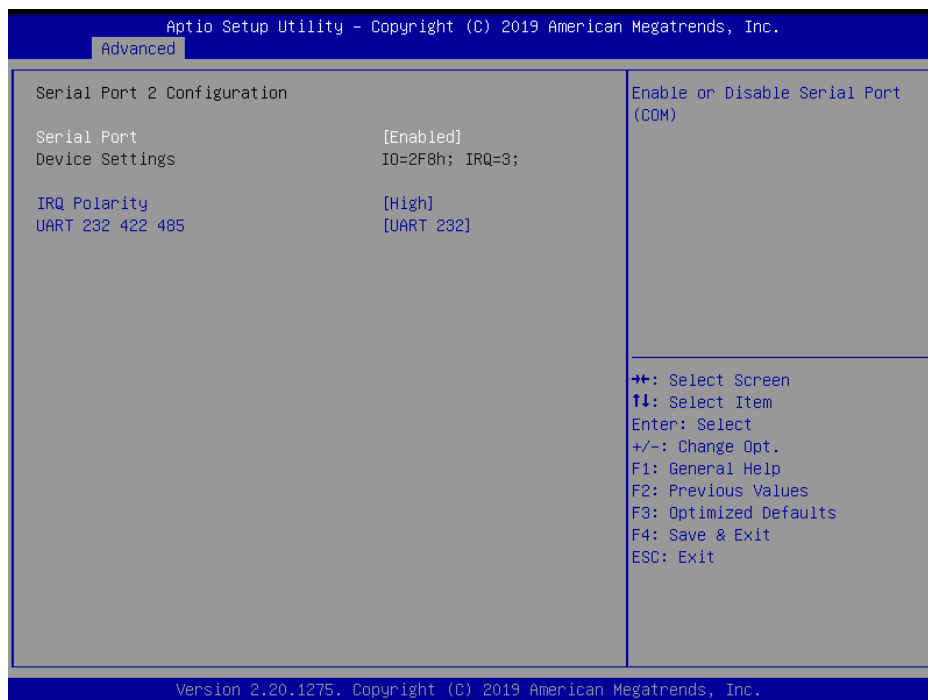 Aptio Setup Utility – Copyright (C) 2019 American Megatrends, Inc.
Advanced
Serial Port 2 Configuration
Serial Port [Enabled]
Device Settings IO=2F8h; IRQ=3;
IRQ Polarity [High]
UART 232 422 485 [UART 232]
Enable or Disable Serial Port
(COM)
→←: Select Screen
↑↓: Select Item
Enter: Select
+/-: Change Opt.
F1: General Help
F2: Previous Values
F3: Optimized Defaults
F4: Save & Exit
ESC: Exit
Version 2.20.1275. Copyright (C) 2019 American Megatrends, Inc.